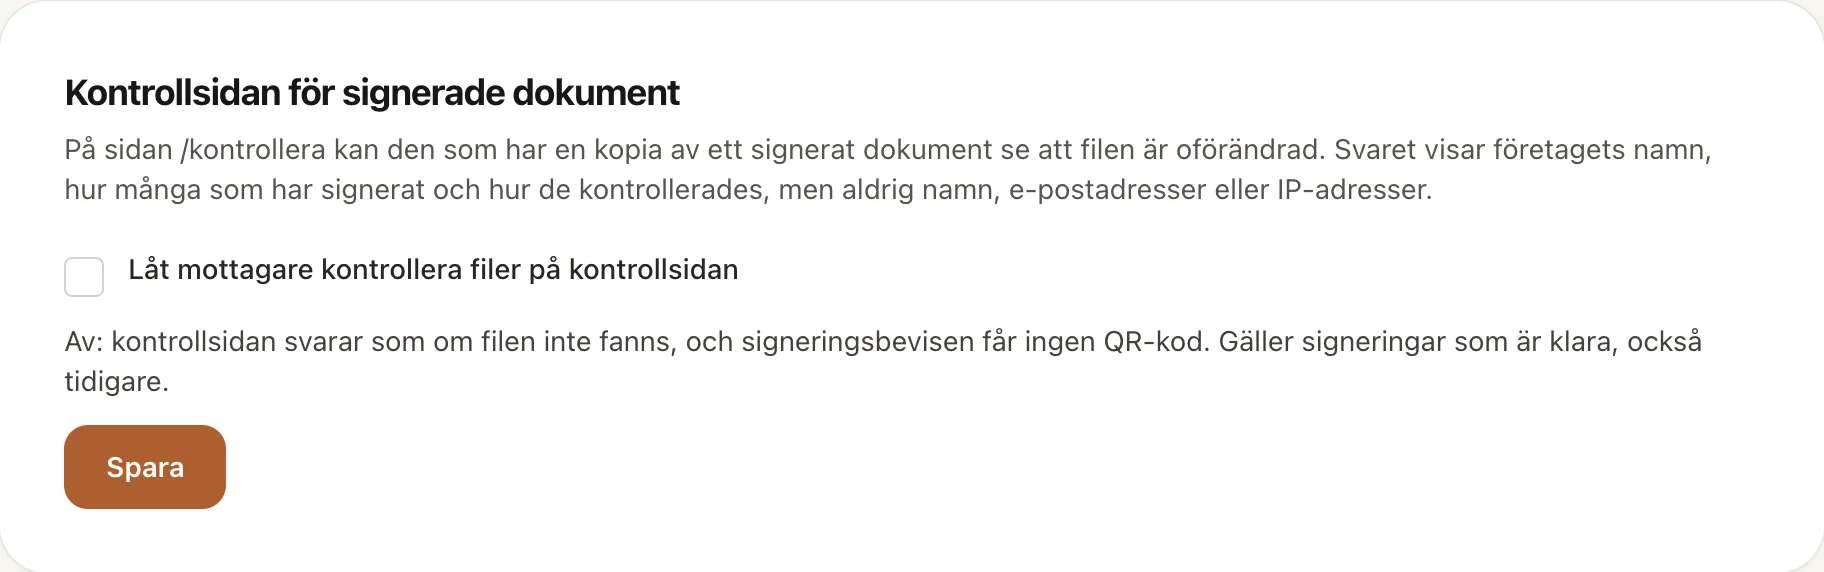 Kontrollsidan för signerade dokument
På sidan /kontrollera kan den som har en kopia av ett signerat dokument se att filen är oförändrad. Svaret visar företagets namn,
hur många som har signerat och hur de kontrollerades, men aldrig namn, e-postadresser eller IP-adresser.
Låt mottagare kontrollera filer på kontrollsidan
Av: kontrollsidan svarar som om filen inte fanns, och signeringsbevisen får ingen QR-kod. Gäller signeringar som är klara, också
tidigare.
Spara